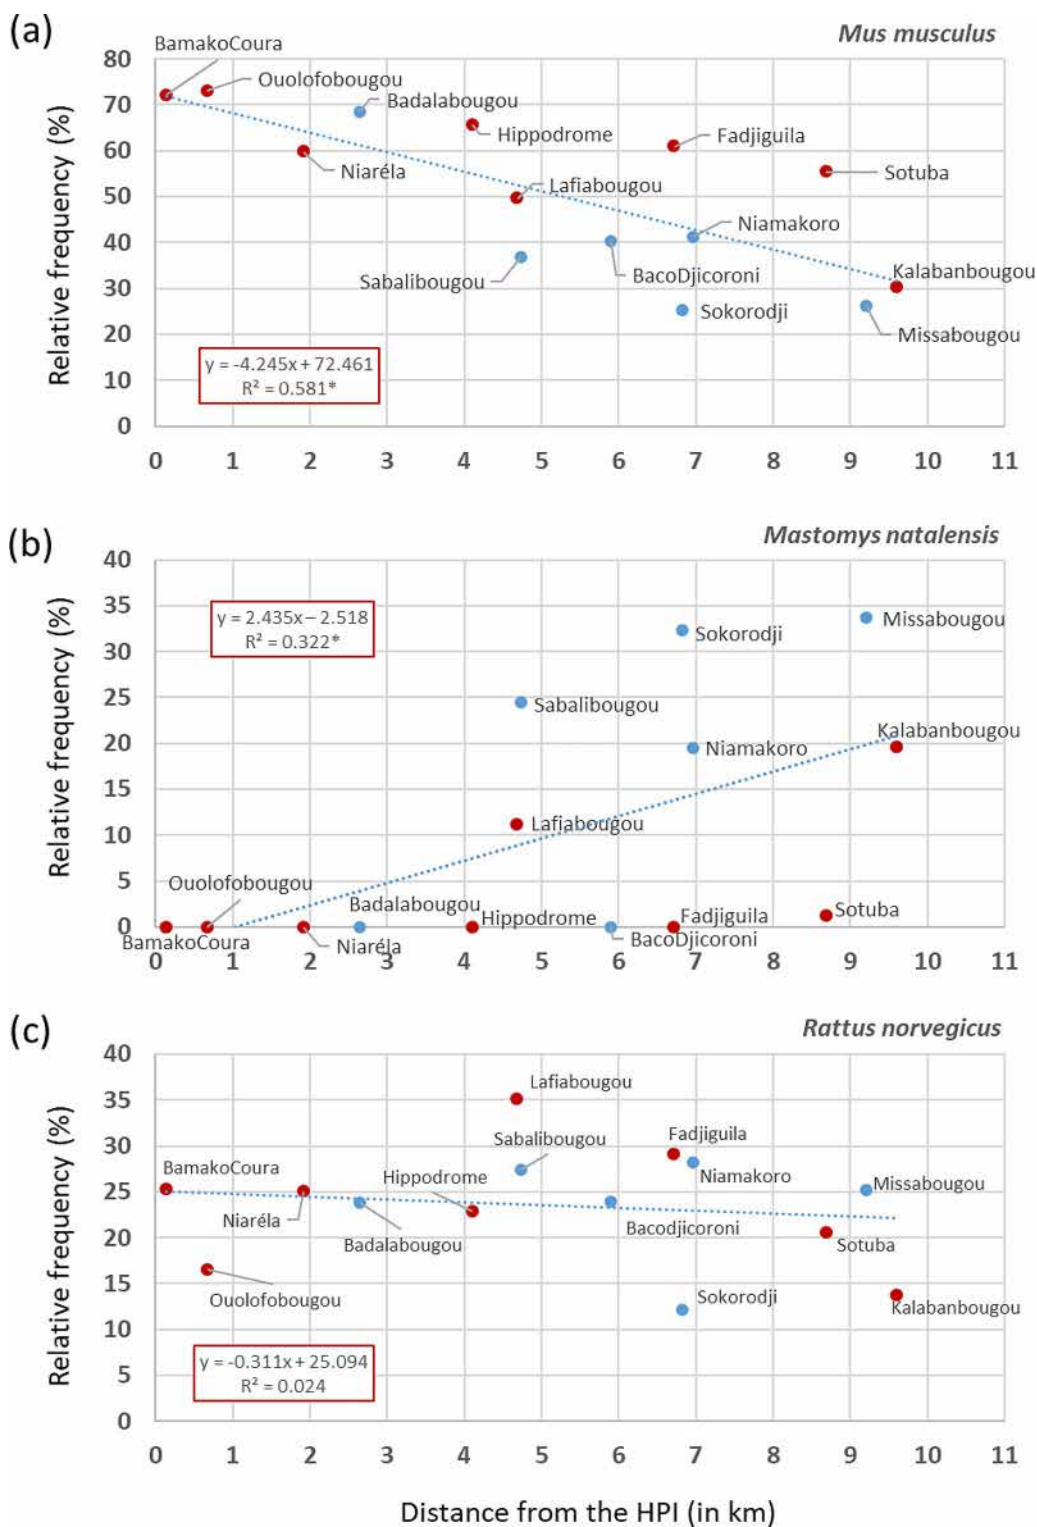 (a)
Mus musculus
BamakoCoura
Ouolofobougou
Badalabougou
Hippodrome
Fadjiguila
Niaréla
Sotuba
Lafiabougou
Niamakoro
Sabalibougou
BacoDjicoroni
Kalabanbougou
Sokorodji
Missabougou
y = -4.245x + 72.461
R² = 0.581*
Relative frequency (%)
80
70
60
50
40
30
20
10
0
0 1 2 3 4 5 6 7 8 9 10 11
(b)
Mastomys natalensis
y = 2.435x – 2.518
R² = 0.322*
Missabougou
Sokorodji
Sabalibougou
Niamakoro
Kalabanbougou
Lafiabougou
Ouolofobougou
Badalabougou
Hippodrome
Fadjiguila
Sotuba
BamakoCoura
Niaréla
BacoDjicoroni
Relative frequency (%)
40
35
30
25
20
15
10
5
0
0 1 2 3 4 5 6 7 8 9 10 11
(c)
Rattus norvegicus
Lafiabougou
Sabalibougou
Fadjiguila
BamakoCoura
Hippodrome
Niamakoro
Missabougou
Niaréla
Badalabougou
Bacodjicoroni
Sotuba
Ouolofobougou
Sokorodji
Kalabanbougou
y = -0.311x + 25.094
R² = 0.024
Relative frequency (%)
40
35
30
25
20
15
10
5
0
0 1 2 3 4 5 6 7 8 9 10 11
Distance from the HPI (in km)